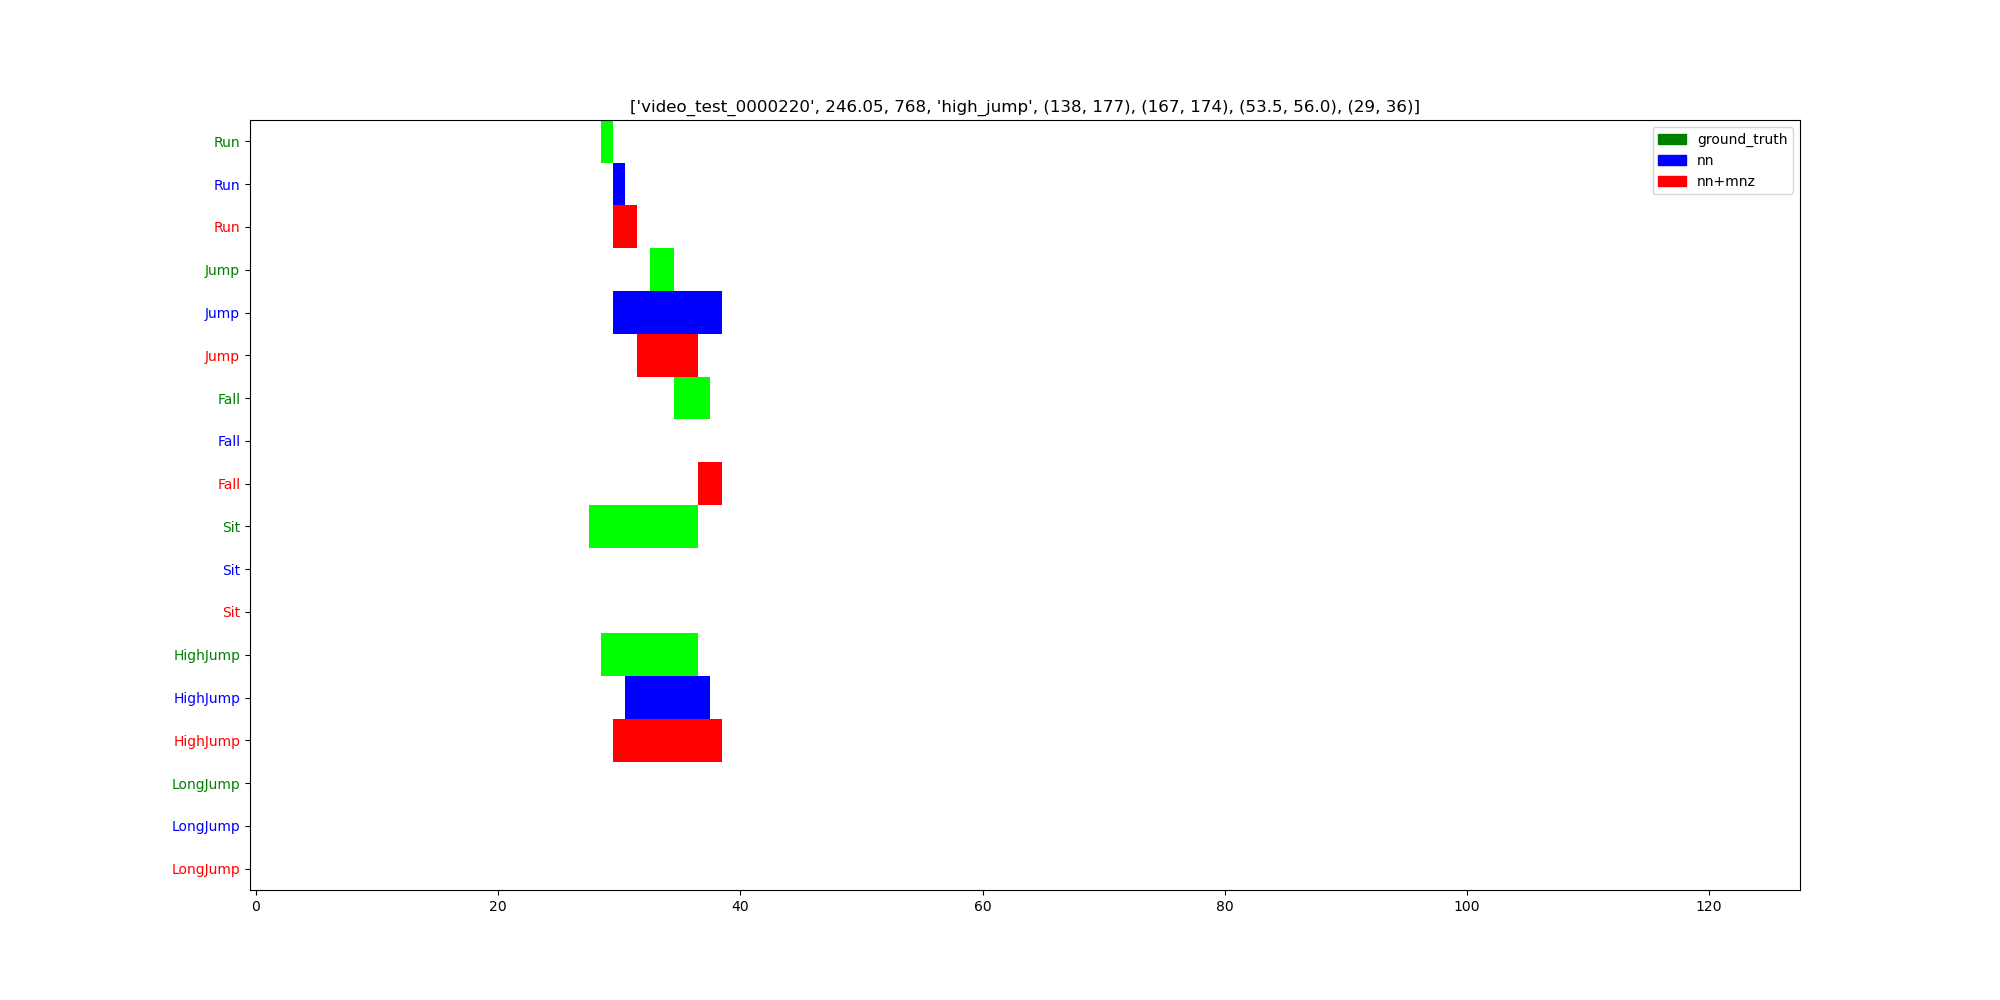 ['video_test_0000220', 246.05, 768, 'high_jump', (138, 177), (167, 174), (53.5, 56.0), (29, 36)]
ground_truth
nn
nn+mnz
Run
Run
Run
Jump
Jump
Jump
Fall
Fall
Fall
Sit
Sit
Sit
HighJump
HighJump
HighJump
LongJump
LongJump
LongJump
0 20 40 60 80 100 120